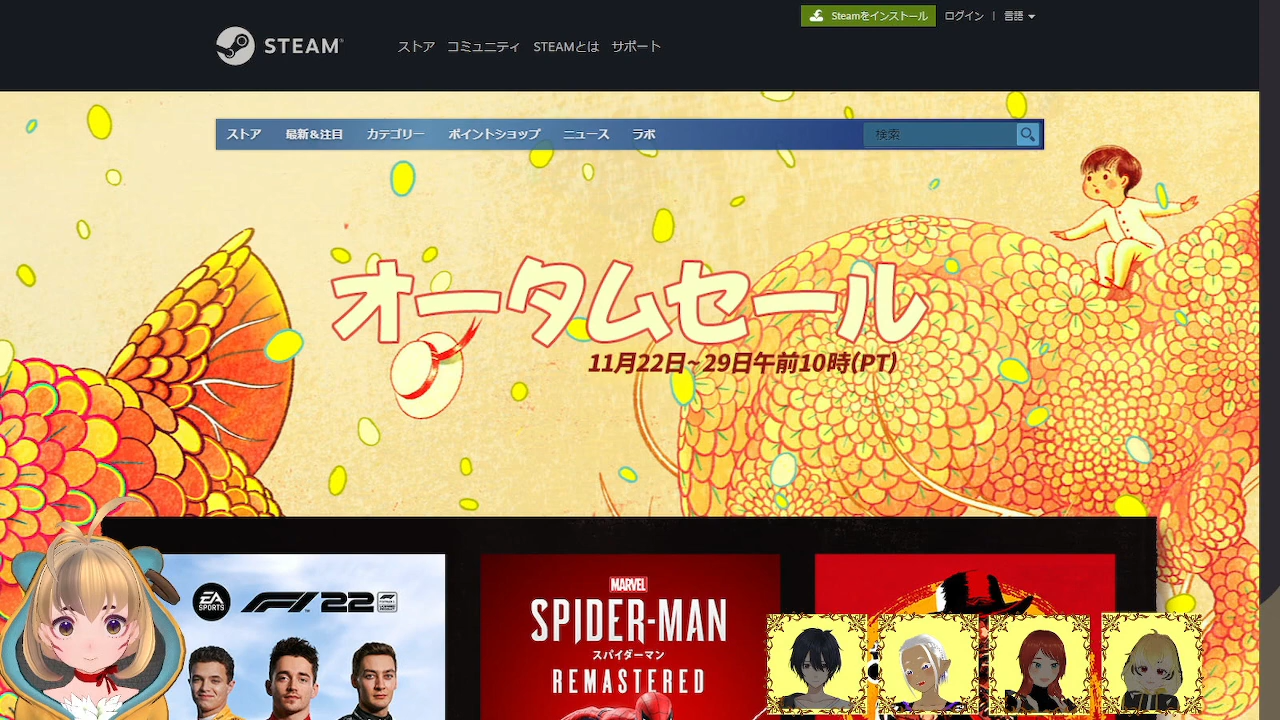 Steamをインストール ログイン | 言語
STEAM®
ストア コミュニティ STEAMとは サポート
ストア 最新&注目 カテゴリー ポイントショップ ニュース ラボ 検索
オータムセール
11月22日~29日午前10時(PT)
EA SPORTS
F1 22
MARVEL
SPIDER-MAN
スパイダーマン
REMASTERED